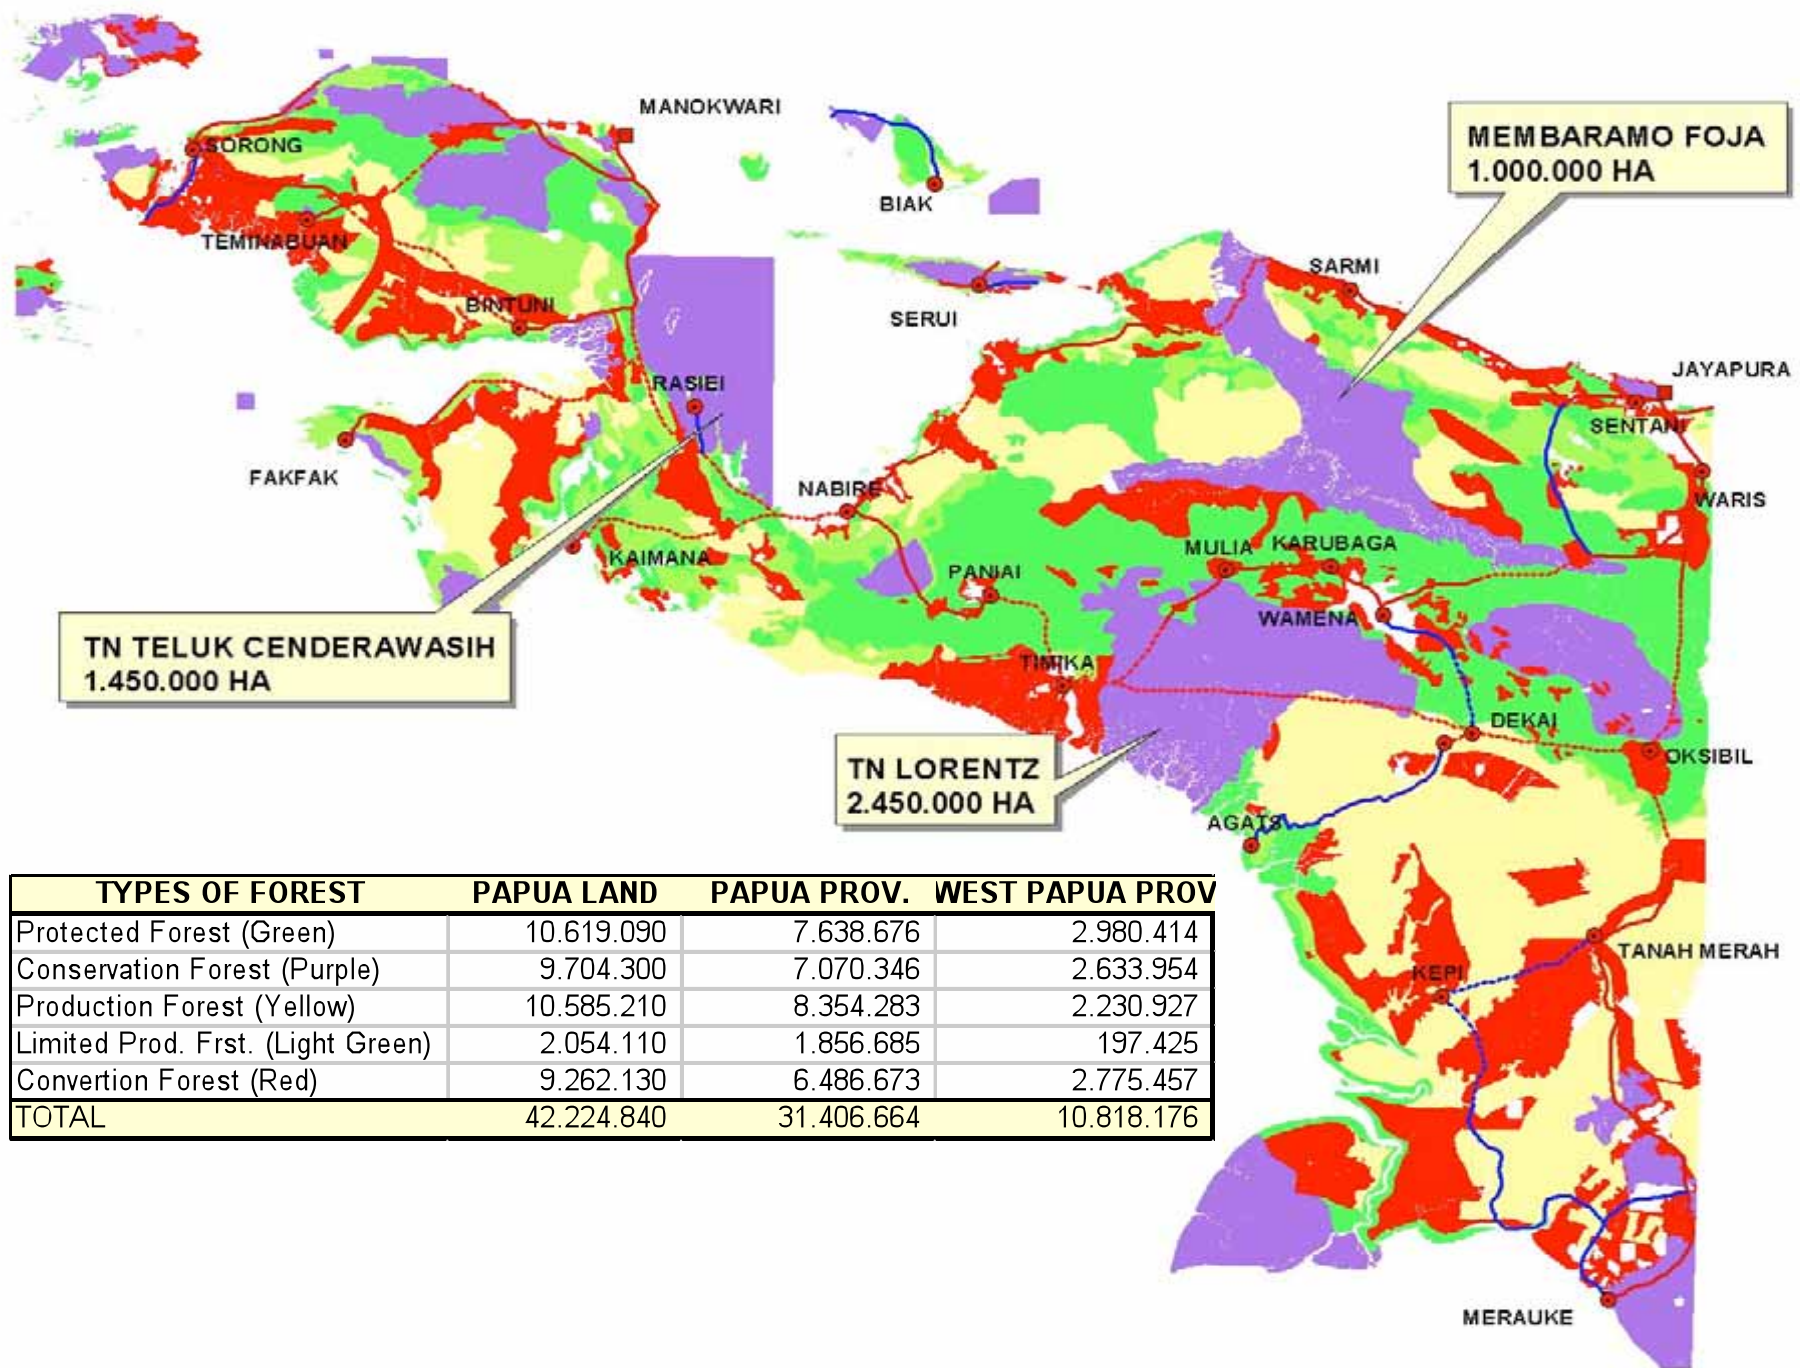 MANOKWARI
MEMBARAMO FOJA
1.000.000 HA
SORONG
BIAK
TEMINABUAN
SARMI
BINTUNI
SERUI
JAYAPURA
RASIEI
SENTANI
FAKFAK
NABIRE
WARIS
KAIMANA
PANIAI
MULIA
KARUBAGA
WAMENA
TN TELUK CENDERAWASIH
1.450.000 HA
TIMIKA
DEKAI
OKSIBIL
TN LORENTZ
2.450.000 HA
AGATS
TYPES OF FOREST PAPUA LAND PAPUA PROV. WEST PAPUA PROV
Protected Forest (Green) 10.619.090 7.638.676 2.980.414
Conservation Forest (Purple) 9.704.300 7.070.346 2.633.954
Production Forest (Yellow) 10.585.210 8.354.283 2.230.927
Limited Prod. Frst. (Light Green) 2.054.110 1.856.685 197.425
Convertion Forest (Red) 9.262.130 6.486.673 2.775.457
TOTAL 42.224.840 31.406.664 10.818.176
TANAH MERAH
KEPI
MERAUKE